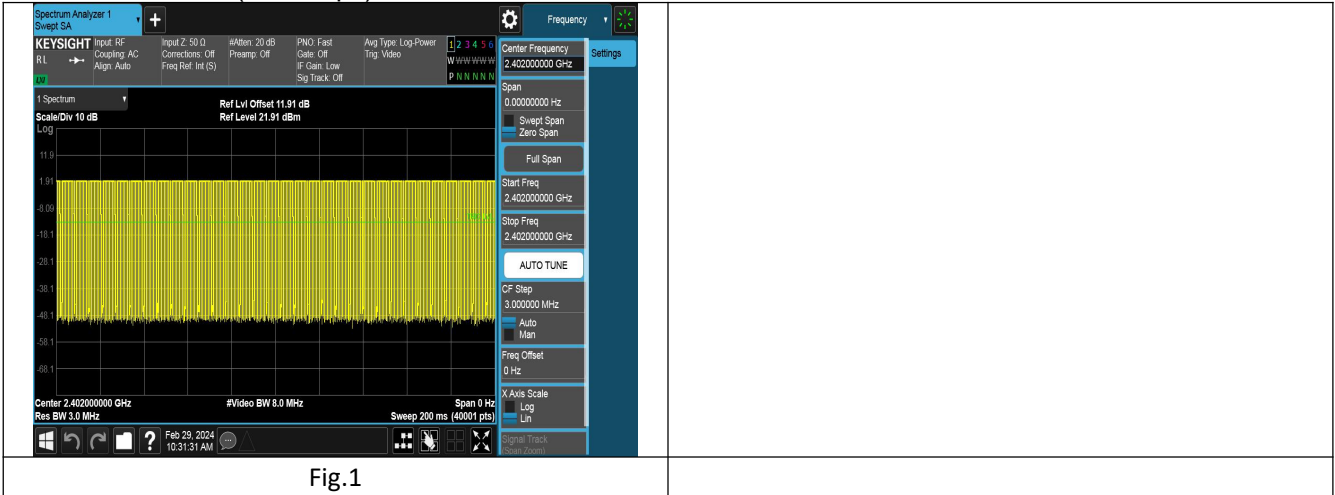 Spectrum Analyzer 1
Swept SA
+
Frequency
KEYSIGHT
RL
Input: RF
Coupling: AC
Align: Auto
Input Z: 50 Ω
Corrections: Off
Freq Ref: Int (S)
#Atten: 20 dB
Preamp: Off
PNO: Fast
Gate: Off
IF Gain: Low
Sig Track: Off
Avg Type: Log-Power
Trig: Video
1 2 3 4 5 6
W W W W W W
P N N N N N
Center Frequency
2.402000000 GHz
Settings
Span
0.00000000 Hz
Swept Span
Zero Span
Full Span
Start Freq
2.402000000 GHz
Stop Freq
2.402000000 GHz
AUTO TUNE
CF Step
3.000000 MHz
Auto
Man
Freq Offset
0 Hz
X Axis Scale
Log
Lin
Signal Track
(Span Zoom)
1 Spectrum
Scale/Div 10 dB
Log
Ref Lvl Offset 11.91 dB
Ref Level 21.91 dBm
11.9
1.91
-8.09
-18.1
-28.1
-38.1
-48.1
-58.1
-68.1
Center 2.402000000 GHz
Res BW 3.0 MHz
#Video BW 8.0 MHz
Span 0 Hz
Sweep 200 ms (40001 pts)
?
Feb 29, 2024
10:31:31 AM
Fig.1